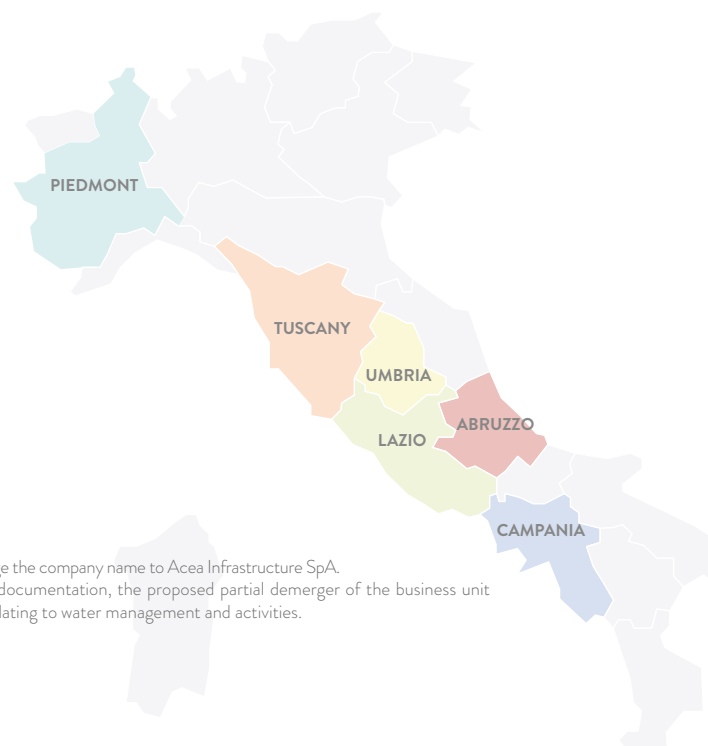 PIEDMONT
TUSCANY
UMBRIA
ABRUZZO
LAZIO
CAMPANIA
the company name to Acea Infrastructure SpA.
documentation, the proposed partial demerger of the business unit
to water management and activities.